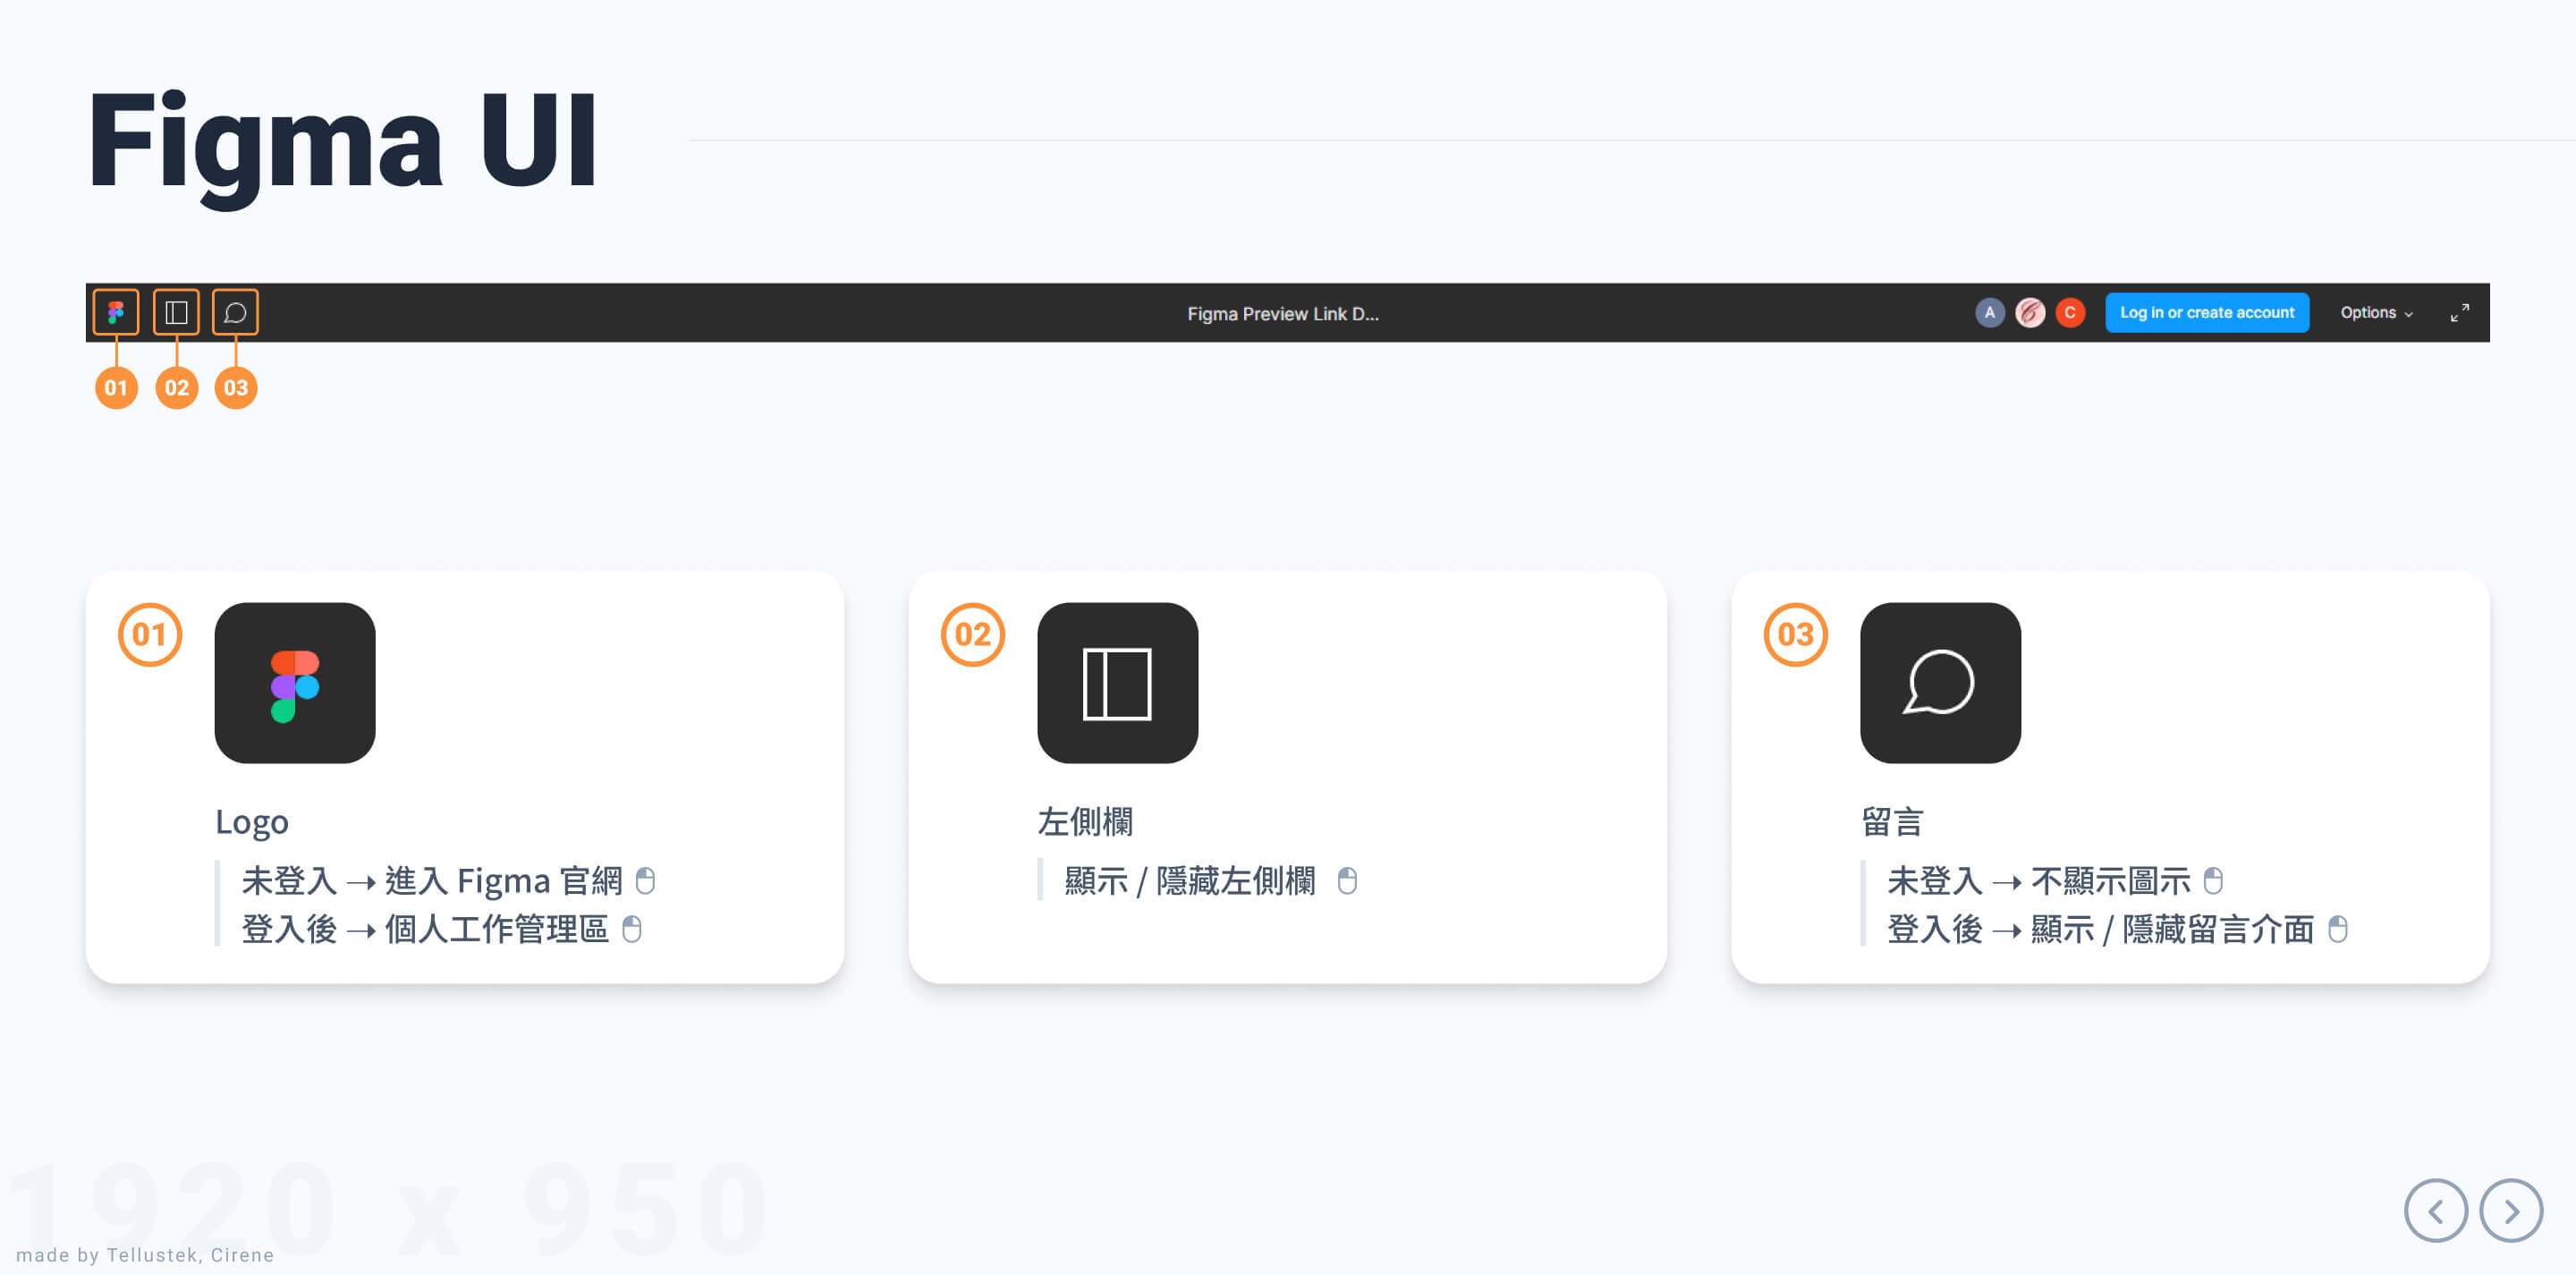 Figma UI
Figma Preview Link D...
A
C
Log in or create account
Options
01
02
03
01
Logo
未登入 → 進入 Figma 官網
登入後 → 個人工作管理區
02
左側欄
顯示 / 隱藏左側欄
03
留言
未登入 → 不顯示圖示
登入後 → 顯示 / 隱藏留言介面
1920 x 950
made by Tellustek, Cirene